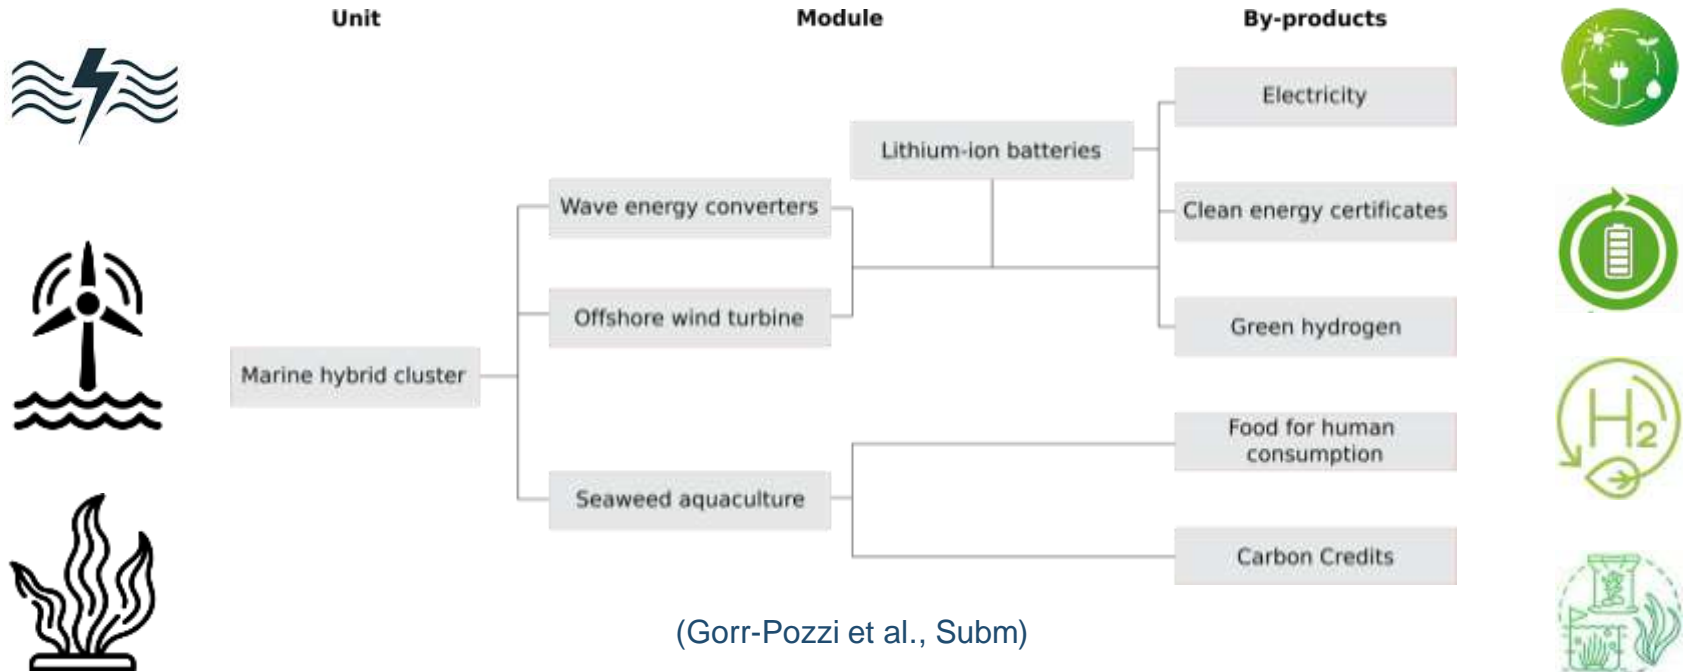 Unit
Module
By-products
Electricity
Lithium-ion batteries
Wave energy converters
Clean energy certificates
Offshore wind turbine
Green hydrogen
Marine hybrid cluster
Food for human
consumption
Seaweed aquaculture
Carbon Credits
(Gorr-Pozzi et al., Subm)
H2